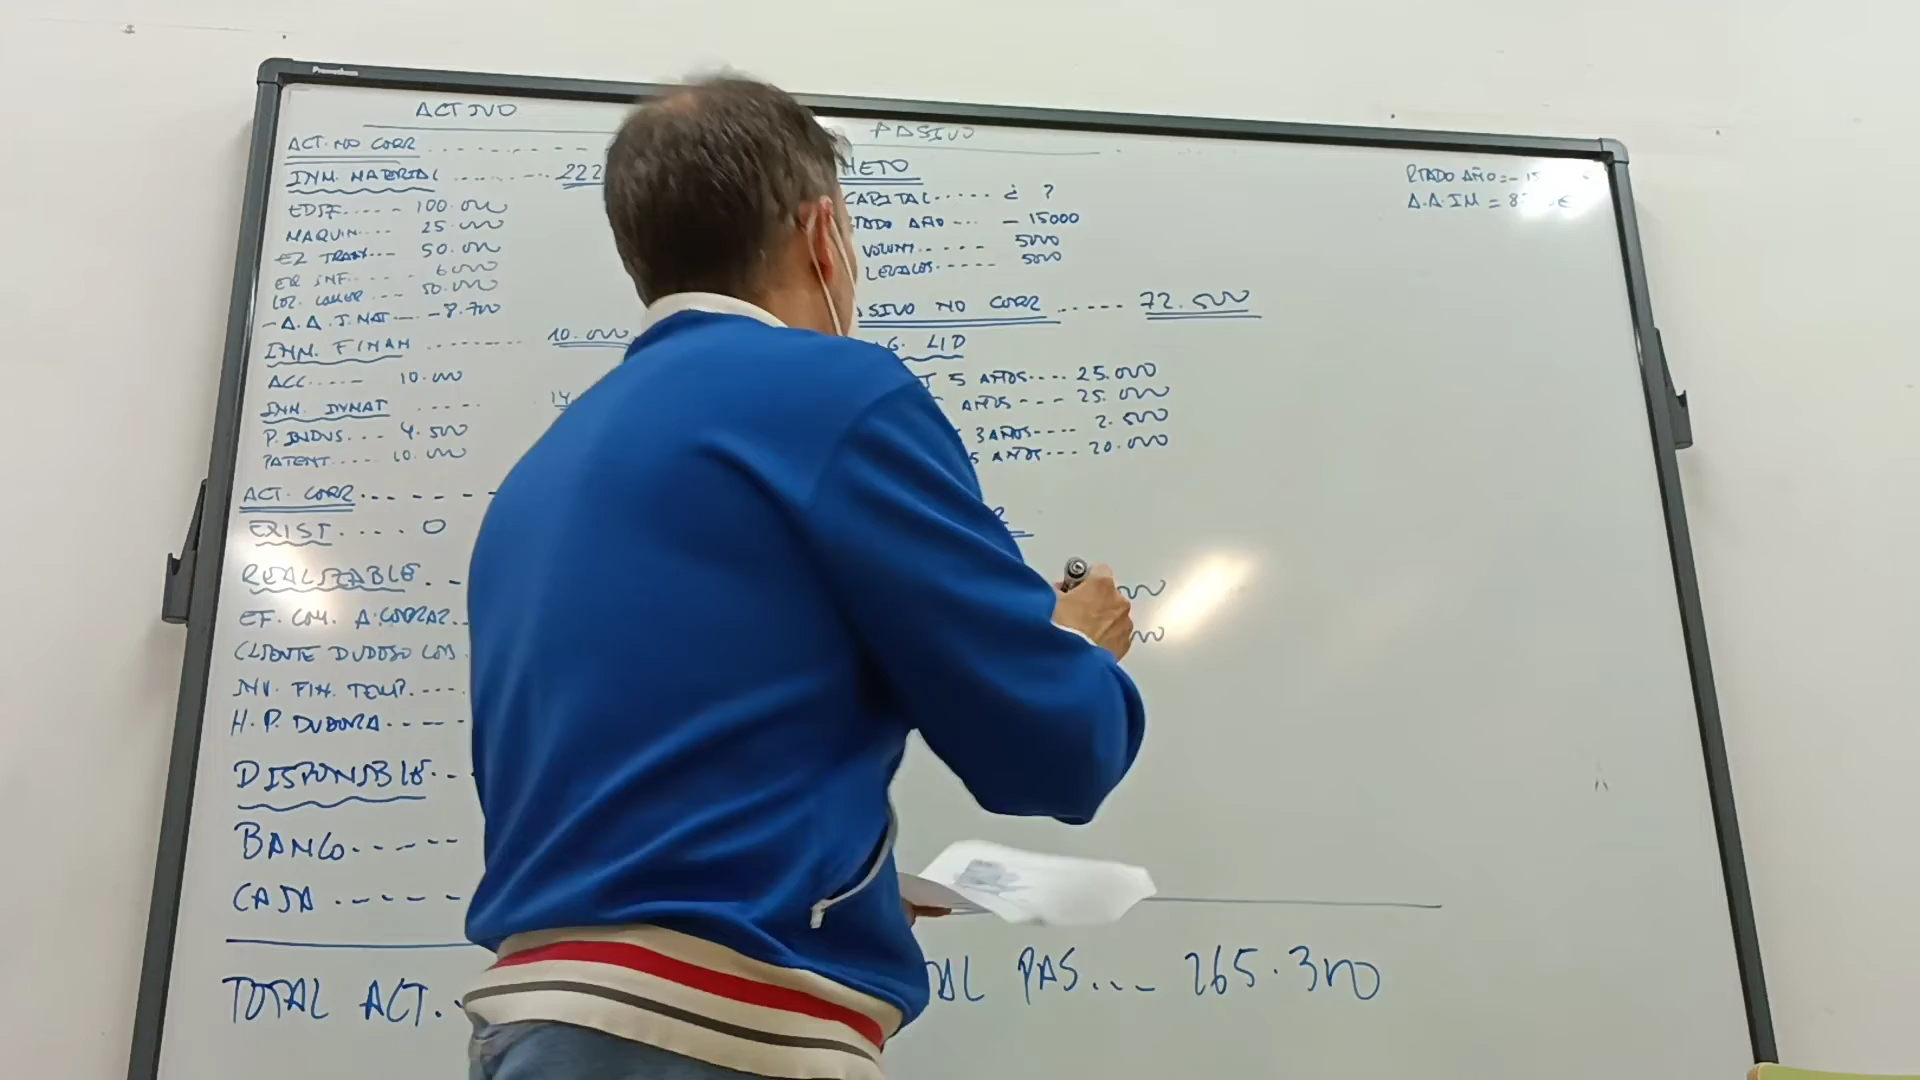 ACTIVO
ACT. NO CORR ..........
INM. MATERIAL ......... 222
EDIF..... - 100.000
MAQUIN.... 25.000
EL TRANS... 50.000
EQ INF.... 6.000
LOC. COMER ... 50.000
- A.A.I.MAT... -8.700
INM. FINAN ......... 10.000
ACC..... - 10.000
INM. INMAT ..... 14.
P. INDUS... 4.500
PATENT.... 10.000
ACT. CORR.. - - - -
EXIST.... 0
REALIZABLE. -
EF. COM. A COBRAR..
CLIENTE DUDOSO COB.
INV. FIN. TEMP. ----
H. P. DEUDORA. - - -
DISPONIBLE. - -
BANCO. - - - - -
CAJA - - - - - -
TOTAL ACT. .
PASIVO
NETO
CAPITAL..... ¿ ?
TADO AÑO ... - 15000
VOLUNT..... 5000
LEGALES..... 5000
SIVO NO CORR ..... 72.500
G. L/D
T 5 AÑOS.... 25.000
AÑOS - - - 25.000
3 AÑOS.... 2.500
5 AÑOS... 20.000
AL PAS... 265.300
RTADO AÑO = - 15
A.A.IM = 8